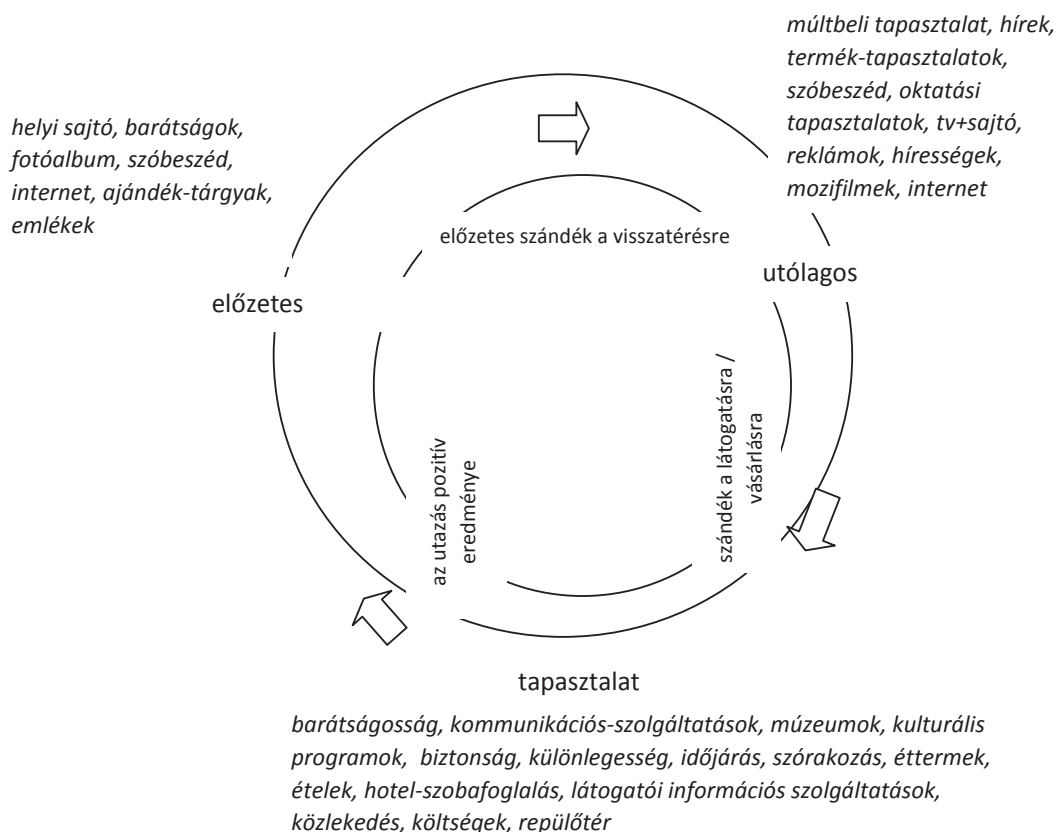 múltbeli tapasztalat, hírek,
termék-tapasztalatok,
szóbeszéd, oktatási
tapasztalatok, tv+sajtó,
reklámok, hírességek,
mozifilmek, internet
helyi sajtó, barátságok,
fotóalbum, szóbeszéd,
internet, ajándék-tárgyak,
emlékek
előzetes szándék a visszatérésre
utólagos
előzetes
szándék a látogatásra /
vásárlásra
az utazás pozitív
eredménye
tapasztalat
barátságosság, kommunikációs-szolgáltatások, múzeumok, kulturális
programok, biztonság, különlegesség, időjárás, szórakozás, éttermek,
ételek, hotel-szobafoglalás, látogatói információs szolgáltatások,
közlekedés, költségek, repülőtér